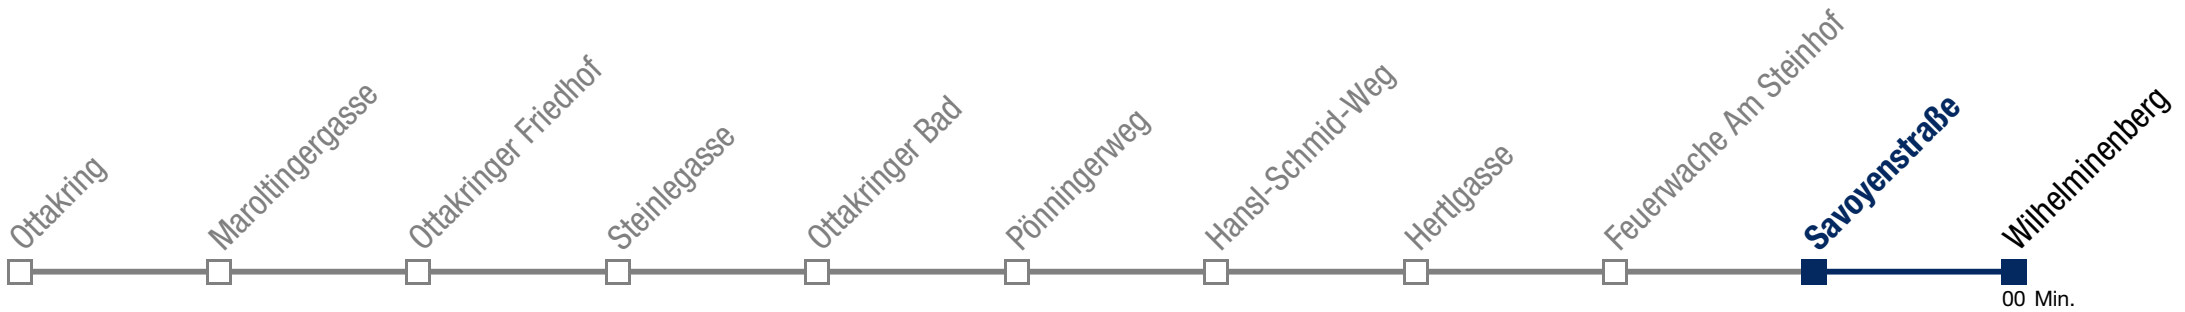 Ottakring
Maroltingergasse
Ottakringer Friedhof
Steinlegasse
Ottakringer Bad
Pönningerweg
Hansl-Schmid-Weg
Hertlgasse
Feuerwache Am Steinhof
Savoyenstraße
Wilhelminenberg
00 Min.